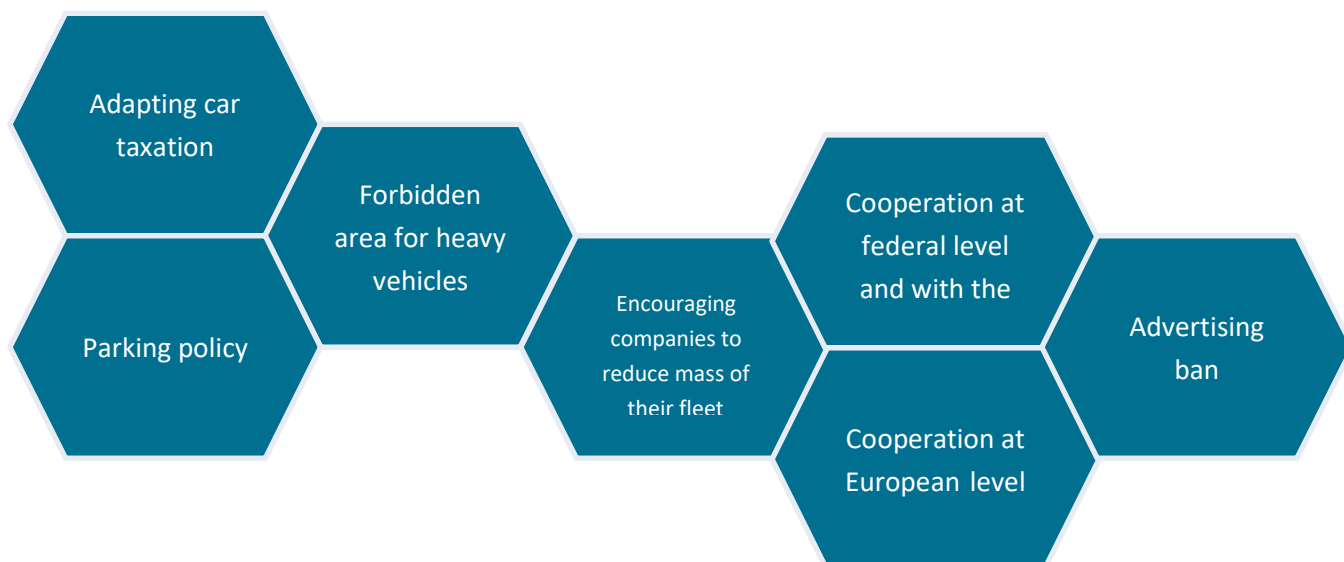 Adapting car
taxation
Parking policy
Forbidden
area for heavy
vehicles
Encouraging
companies to
reduce mass of
their fleet
Cooperation at
federal level
and with the
Cooperation at
European level
Advertising
ban